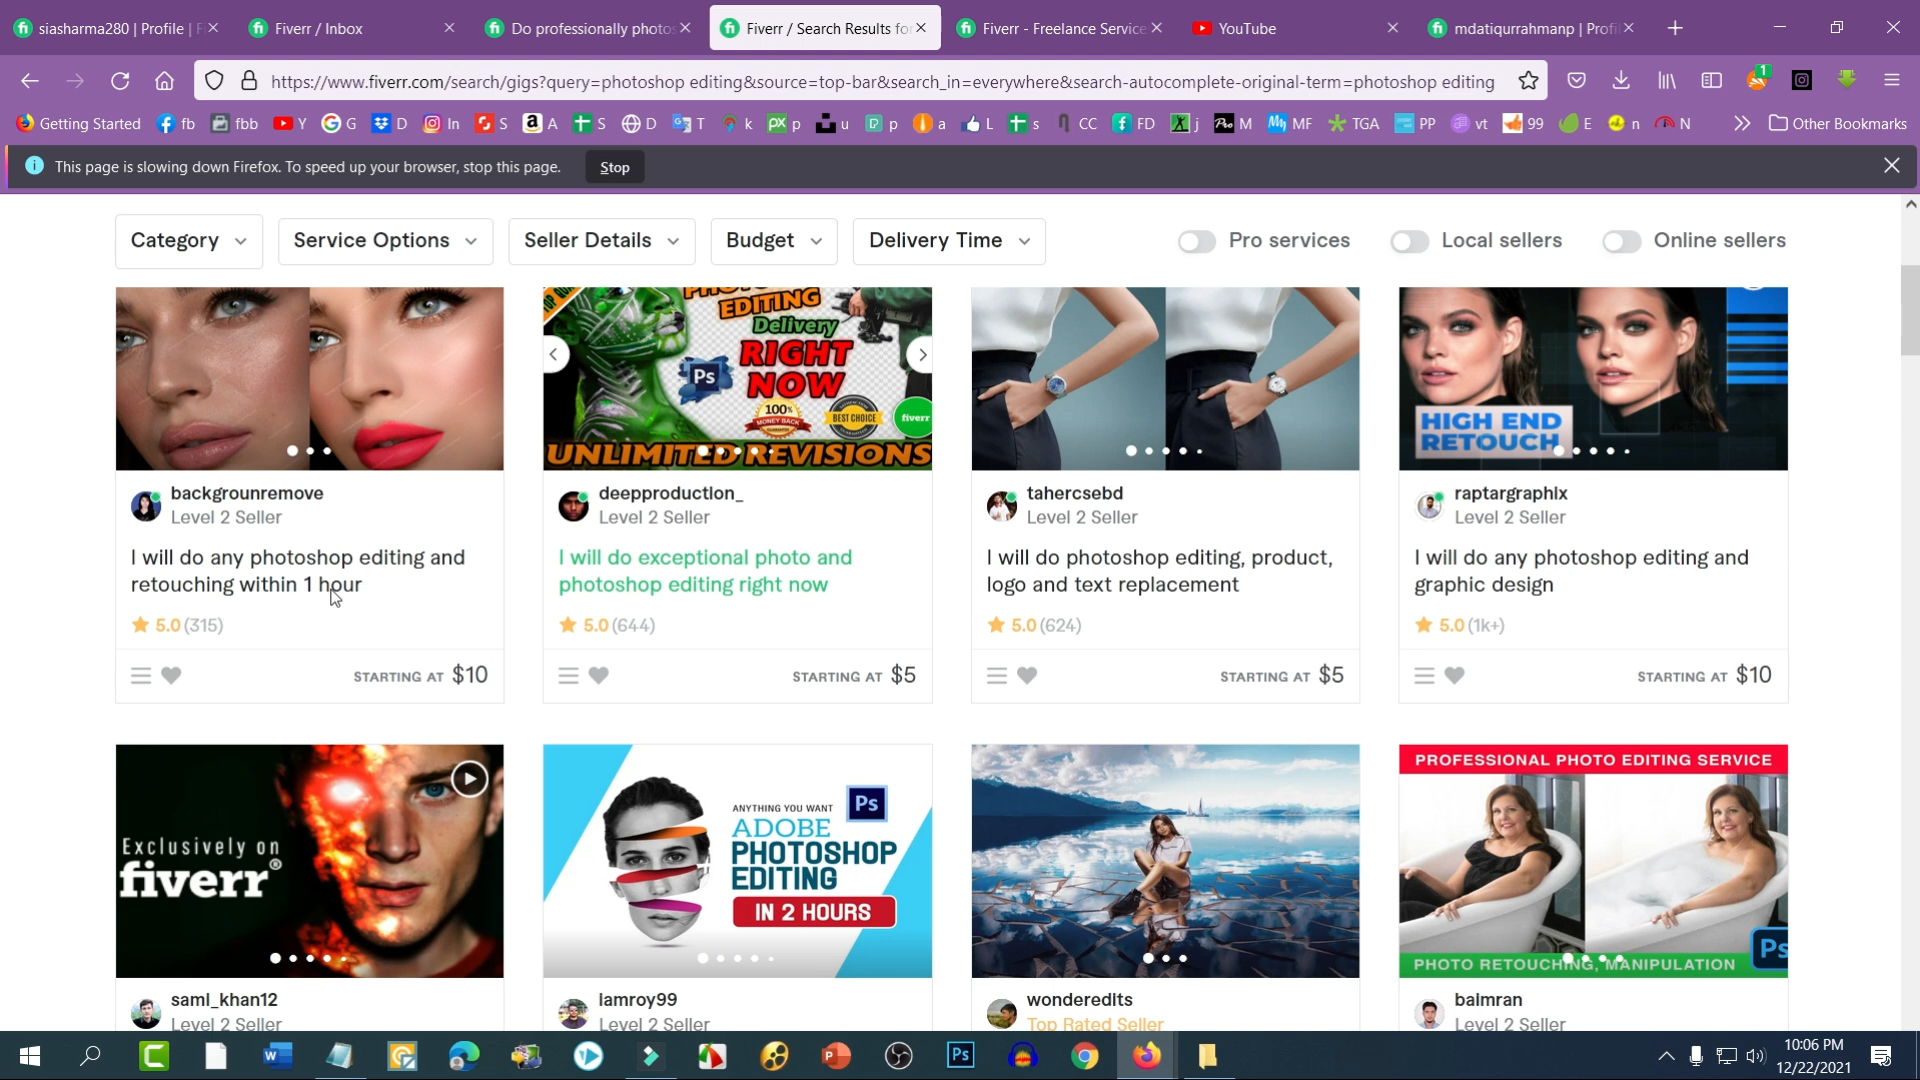 siasharma280 | Profile | F
Fiverr / Inbox
Do professionally photos
Fiverr / Search Results for
Fiverr - Freelance Service
YouTube
mdatiqurrahmanp | Profi
https://www.fiverr.com/search/gigs?query=photoshop editing&source=top-bar&search_in=everywhere&search-autocomplete-original-term=photoshop editing
1
Getting Started
fb
fbb
Y
G
D
In
S
A
S
D
T
k
p
u
p
a
L
s
CC
FD
j
M
MF
TGA
PP
vt
99
E
n
N
Other Bookmarks
This page is slowing down Firefox. To speed up your browser, stop this page.
Stop
Category
Service Options
Seller Details
Budget
Delivery Time
Pro services
Local sellers
Online sellers
EDITING
Delivery
RIGHT
NOW
Ps
100%
MONEY BACK
BEST CHOICE
fiverr
UNLIMITED REVISIONS
HIGH END
RETOUCH
backgrounremove
Level 2 Seller
I will do any photoshop editing and
retouching within 1 hour
5.0 (315)
STARTING AT $10
deepproduction_
Level 2 Seller
I will do exceptional photo and
photoshop editing right now
5.0 (644)
STARTING AT $5
tahercsebd
Level 2 Seller
I will do photoshop editing, product,
logo and text replacement
5.0 (624)
STARTING AT $5
raptargraphix
Level 2 Seller
I will do any photoshop editing and
graphic design
5.0 (1k+)
STARTING AT $10
Exclusively on
fiverr®
ANYTHING YOU WANT
Ps
ADOBE
PHOTOSHOP
EDITING
IN 2 HOURS
PROFESSIONAL PHOTO EDITING SERVICE
Ps
PHOTO RETOUCHING, MANIPULATION
sami_khan12
Level 2 Seller
iamroy99
Level 2 Seller
wonderedits
Top Rated Seller
baimran
Level 2 Seller
10:06 PM
12/22/2021